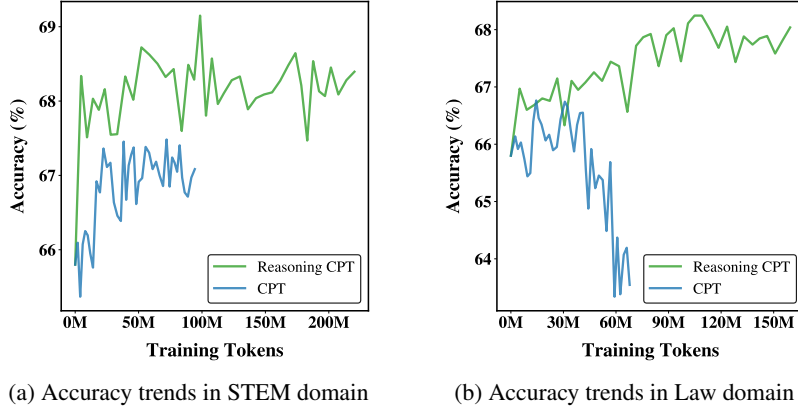 69
68
67
66
Accuracy (%)
0M 50M 100M 150M 200M
Training Tokens
Reasoning CPT
CPT
(a) Accuracy trends in STEM domain
68
67
66
65
64
Accuracy (%)
0M 30M 60M 90M 120M 150M
Training Tokens
Reasoning CPT
CPT
(b) Accuracy trends in Law domain